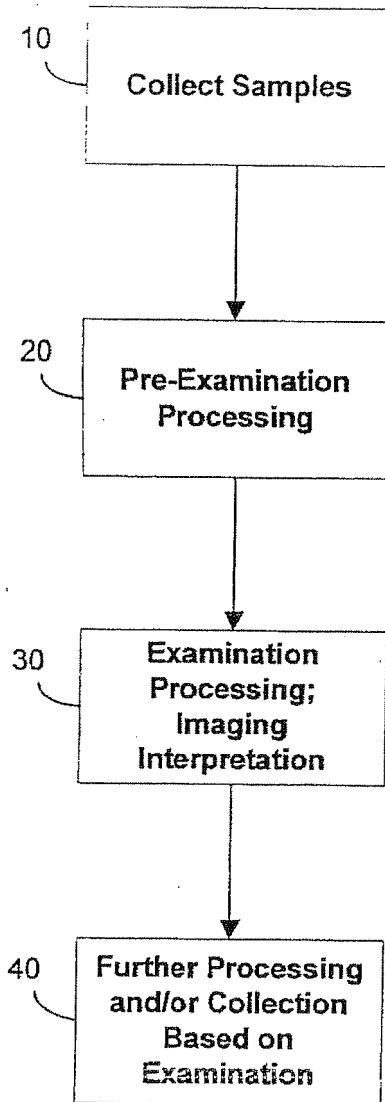 10
Collect Samples
20
Pre-Examination
Processing
30
Examination
Processing;
Imaging
Interpretation
40
Further Processing
and/or Collection
Based on
Examination